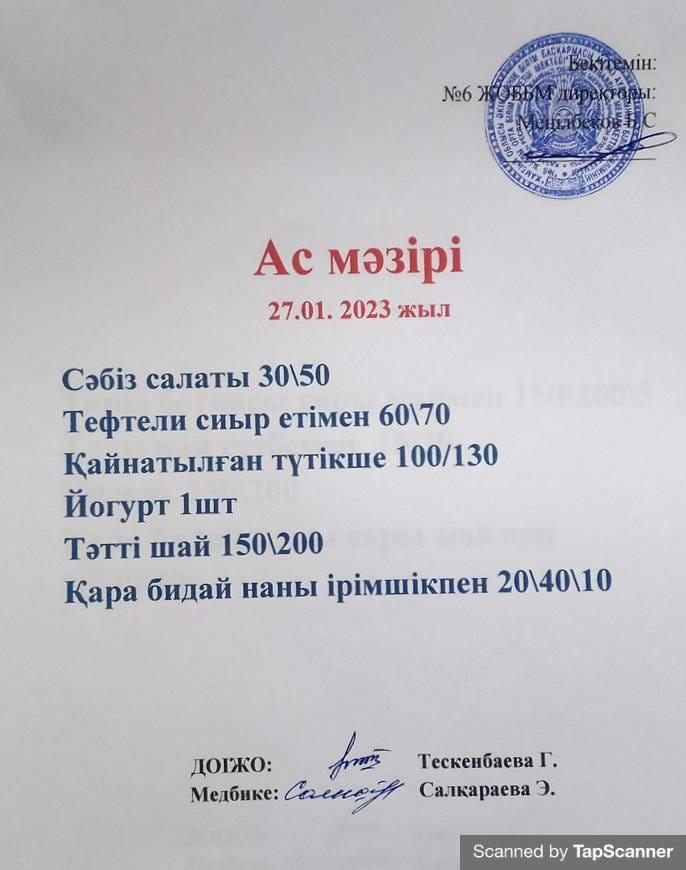 Бекітемін:
№6 ЖОББМ директоры:
Меңлбеков Б С
Ас мәзірі
27.01. 2023 жыл
Сәбіз салаты 30\50
Тефтели сиыр етімен 60\70
Қайнатылған түтікше 100/130
Йогурт 1шт
Тәтті шай 150\200
Қара бидай наны ірімшікпен 20\40\10
ДОІЖО: Тескенбаева Г.
Медбике: Салқараева Э.
Scanned by TapScanner